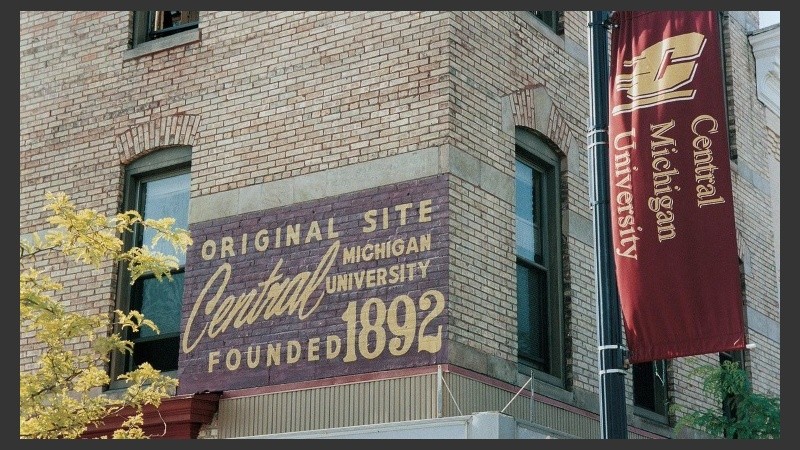 ORIGINAL SITE
Central MICHIGAN
UNIVERSITY
FOUNDED 1892
C
Central
Michigan
University